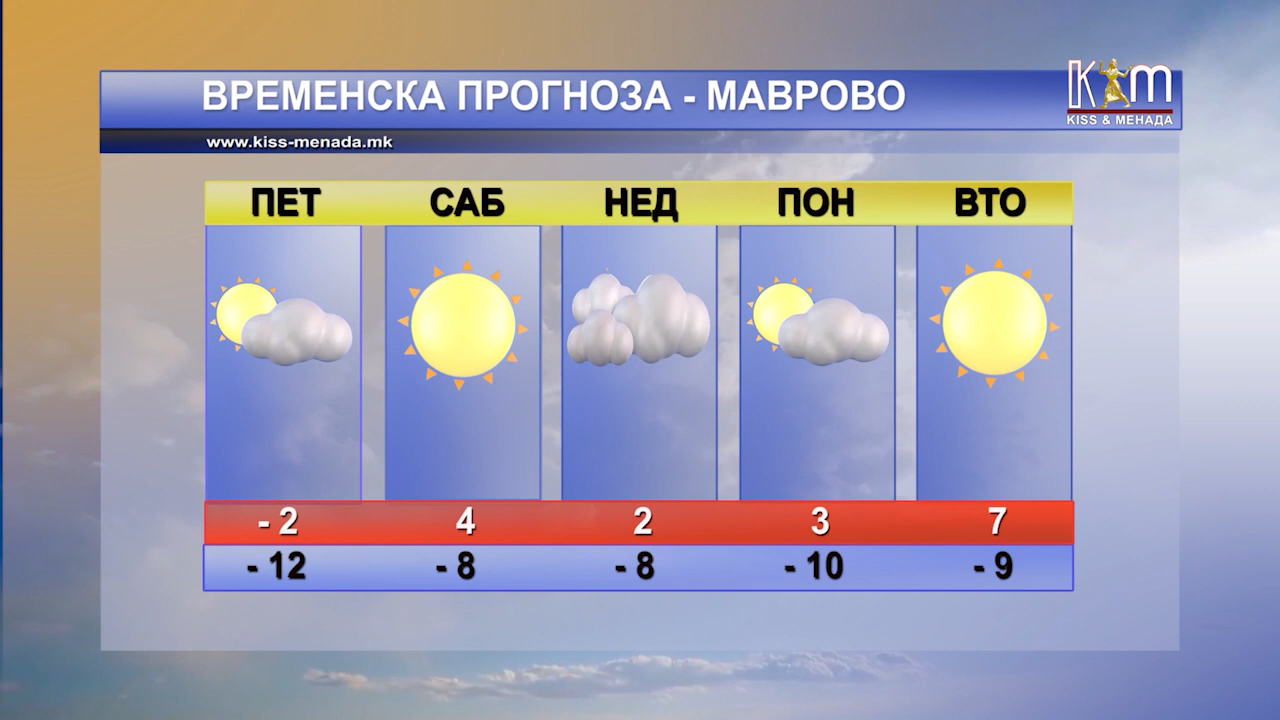 ВРЕМЕНСКА ПРОГНОЗА - МАВРОВО
KM
KISS & МЕНАДА
www.kiss-menada.mk
ПЕТ САБ НЕД ПОН ВТО
- 2 4 2 3 7
- 12 - 8 - 8 - 10 - 9